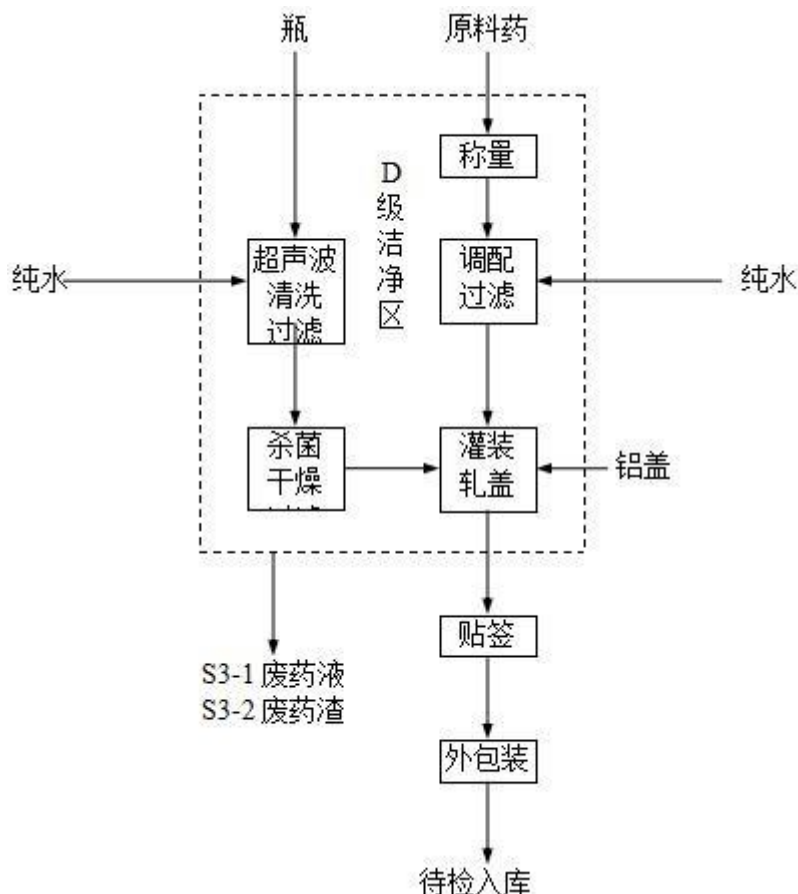 瓶
原料药
称量
D
级
洁
净
区
纯水
超声波
清洗
过滤
调配
过滤
纯水
杀菌
干燥
灌装
轧盖
铝盖
S3-1 废药液
S3-2 废药渣
贴签
外包装
待检入库